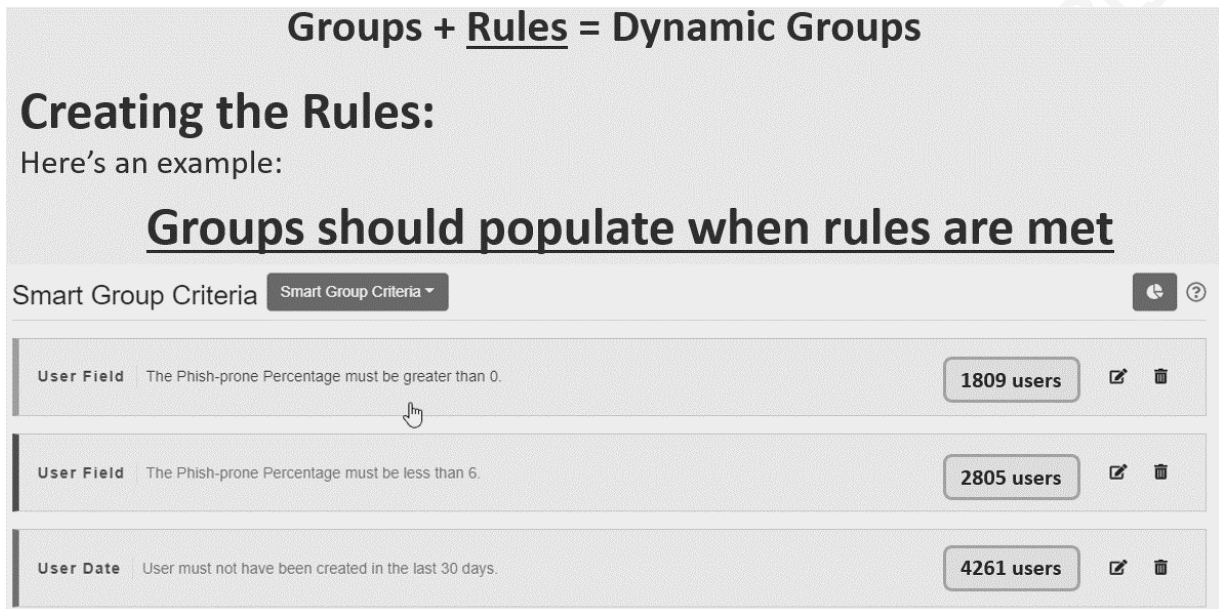 Groups + Rules = Dynamic Groups
Creating the Rules:
Here's an example:
Groups should populate when rules are met
Smart Group Criteria Smart Group Criteria
User Field The Phish-prone Percentage must be greater than 0. 1809 users
User Field The Phish-prone Percentage must be less than 6. 2805 users
User Date User must not have been created in the last 30 days. 4261 users